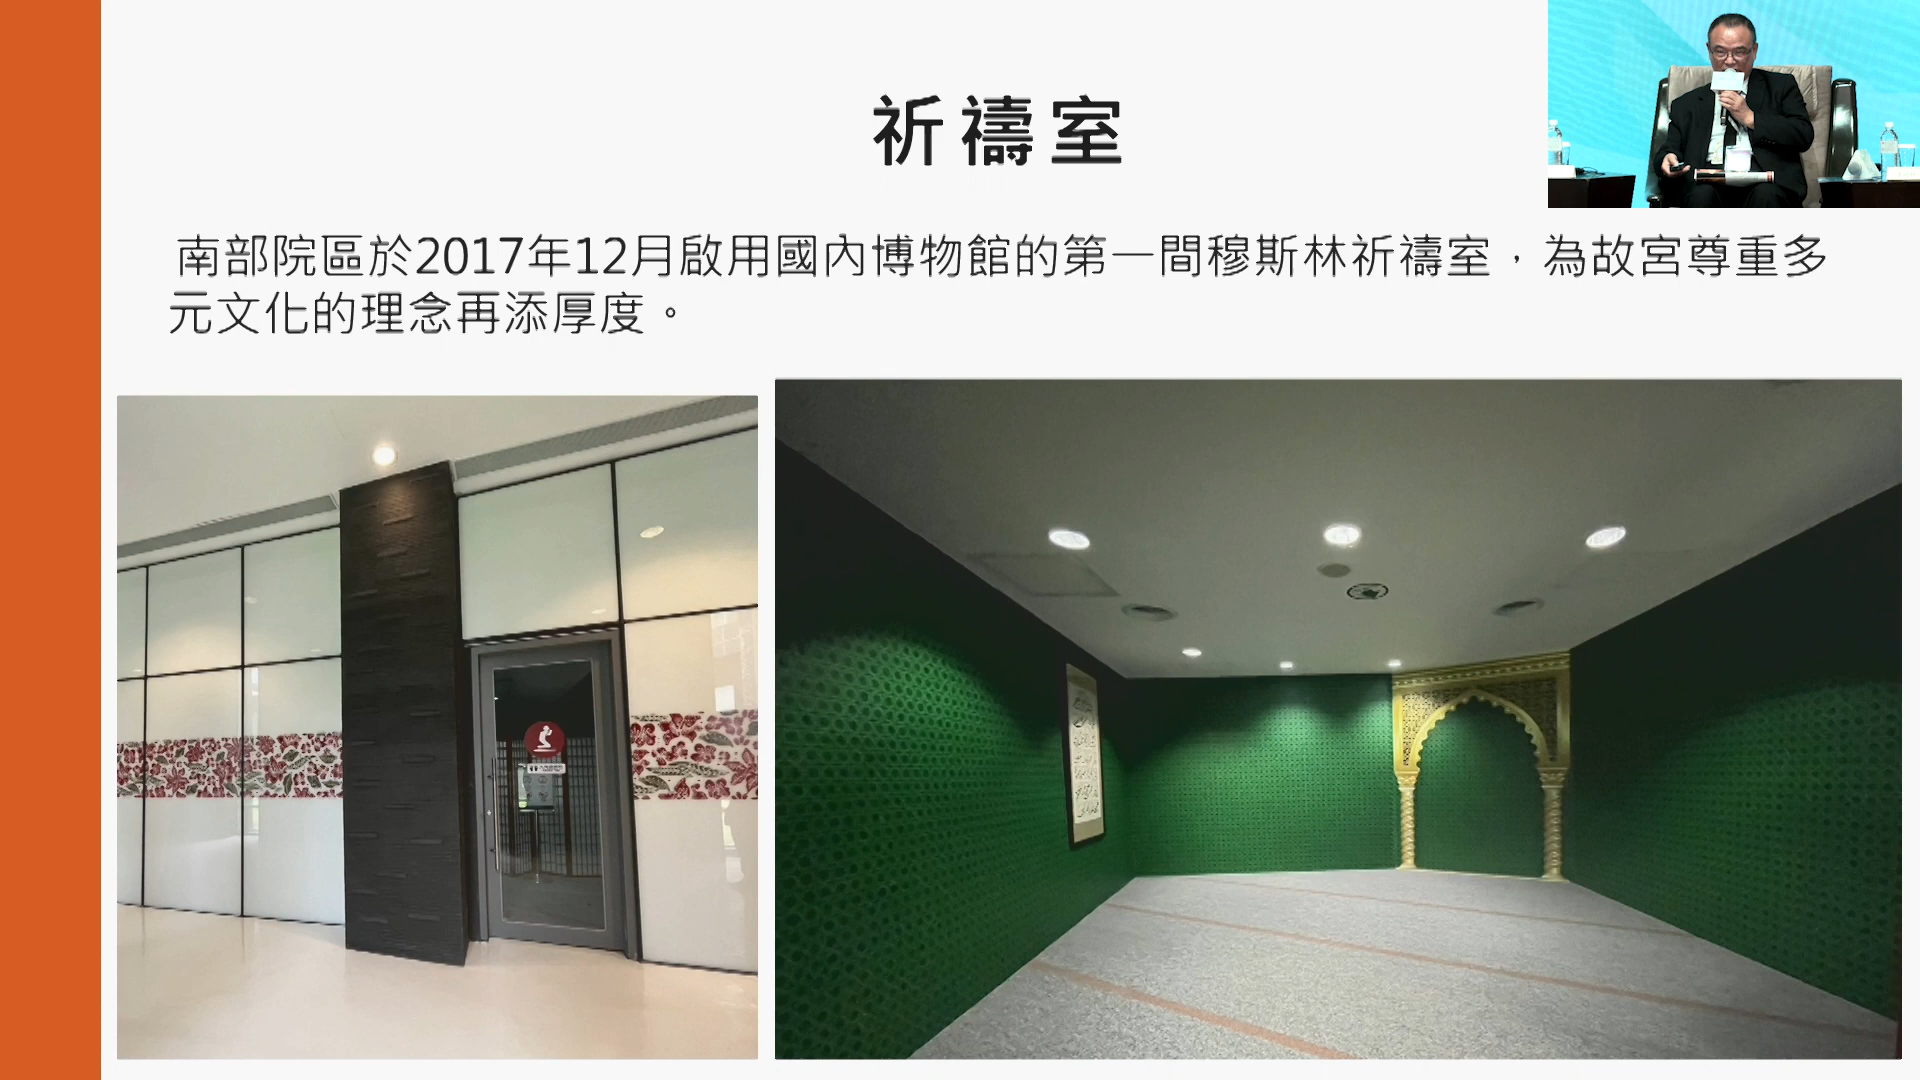 祈禱室
南部院區於2017年12月啟用國內博物館的第一間穆斯林祈禱室，為故宮尊重多
元文化的理念再添厚度。